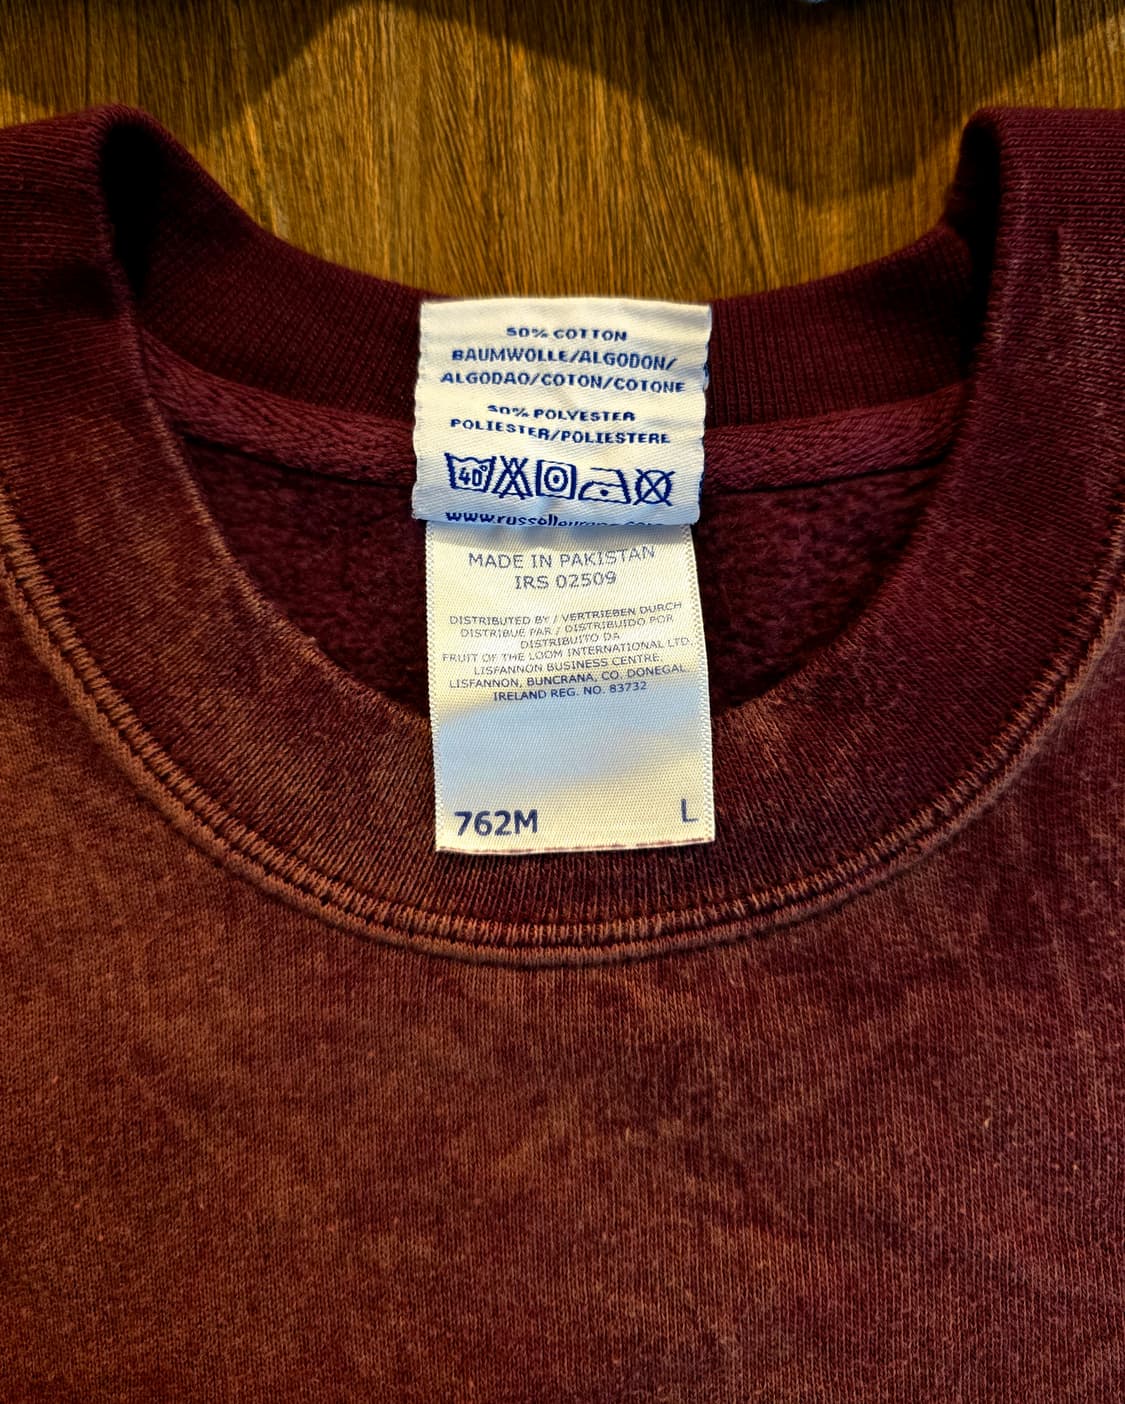 50% COTTON
BAUMWOLLE/ALGODON/
ALGODAO/COTON/COTONE
50% POLYESTER
POLIESTER/POLIESTERE
40°
MADE IN PAKISTAN
IRS 02509
DISTRIBUTED BY / VERTRIEBEN DURCH
DISTRIBUE PAR / DISTRIBUIDO POR
DISTRIBUITO DA
FRUIT OF THE LOOM INTERNATIONAL LTD.
LISFANNON BUSINESS CENTRE,
LISFANNON, BUNCRANA, CO. DONEGAL
IRELAND REG. NO. 83732
762M L